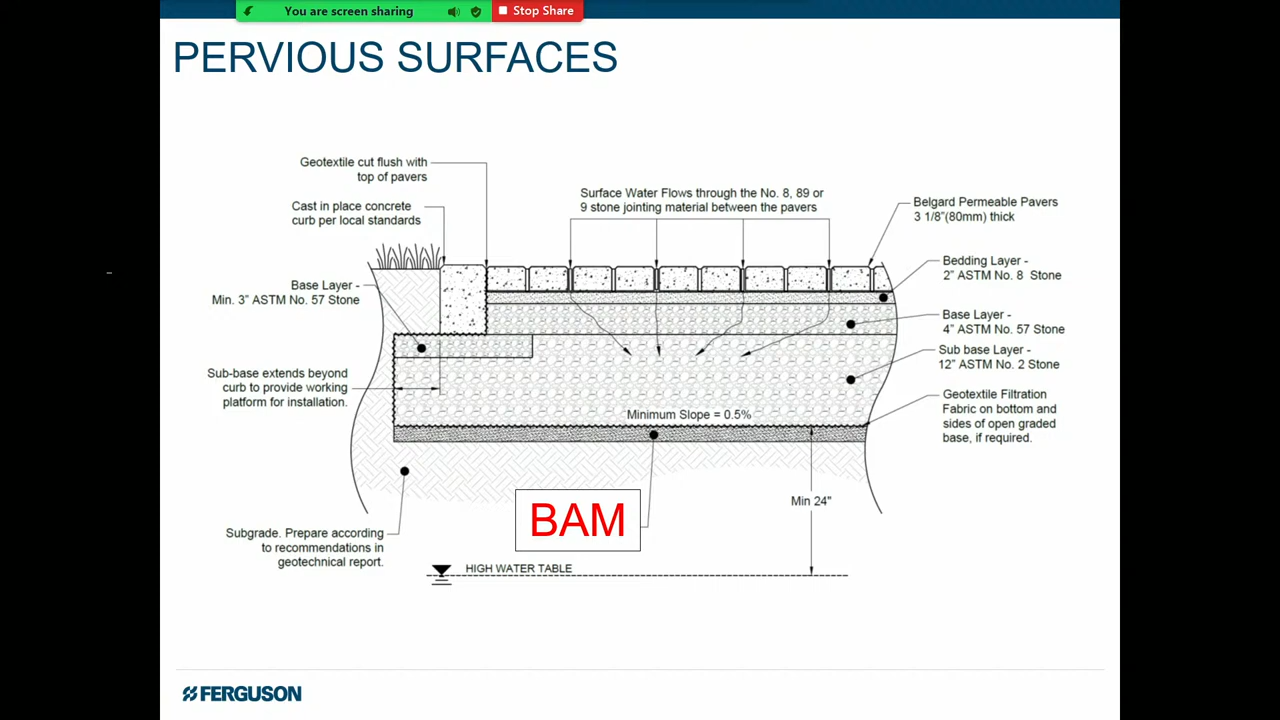 You are screen sharing
Stop Share
PERVIOUS SURFACES
Geotextile cut flush with
top of pavers
Cast in place concrete
curb per local standards
Surface Water Flows through the No. 8, 89 or
9 stone jointing material between the pavers
Belgard Permeable Pavers
3 1/8"(80mm) thick
Bedding Layer -
2" ASTM No. 8 Stone
Base Layer -
Min. 3" ASTM No. 57 Stone
Base Layer -
4" ASTM No. 57 Stone
Sub base Layer -
12" ASTM No. 2 Stone
Sub-base extends beyond
curb to provide working
platform for installation.
Geotextile Filtration
Fabric on bottom and
sides of open graded
base, if required.
Minimum Slope = 0.5%
Min 24"
BAM
Subgrade. Prepare according
to recommendations in
geotechnical report.
HIGH WATER TABLE
FERGUSON